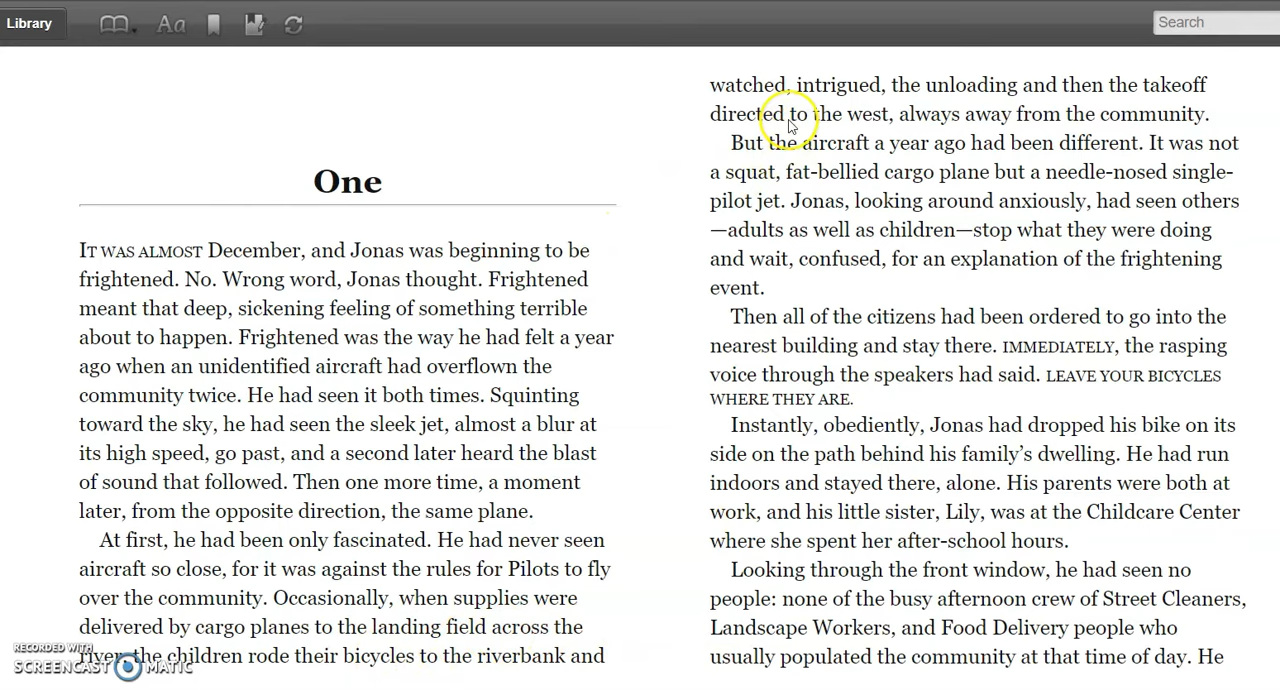 Library
Aa
Search
One
IT WAS ALMOST December, and Jonas was beginning to be
frightened. No. Wrong word, Jonas thought. Frightened
meant that deep, sickening feeling of something terrible
about to happen. Frightened was the way he had felt a year
ago when an unidentified aircraft had overflown the
community twice. He had seen it both times. Squinting
toward the sky, he had seen the sleek jet, almost a blur at
its high speed, go past, and a second later heard the blast
of sound that followed. Then one more time, a moment
later, from the opposite direction, the same plane.
At first, he had been only fascinated. He had never seen
aircraft so close, for it was against the rules for Pilots to fly
over the community. Occasionally, when supplies were
delivered by cargo planes to the landing field across the
river, the children rode their bicycles to the riverbank and
watched, intrigued, the unloading and then the takeoff
directed to the west, always away from the community.
But the aircraft a year ago had been different. It was not
a squat, fat-bellied cargo plane but a needle-nosed single-
pilot jet. Jonas, looking around anxiously, had seen others
—adults as well as children—stop what they were doing
and wait, confused, for an explanation of the frightening
event.
Then all of the citizens had been ordered to go into the
nearest building and stay there. IMMEDIATELY, the rasping
voice through the speakers had said. LEAVE YOUR BICYCLES
WHERE THEY ARE.
Instantly, obediently, Jonas had dropped his bike on its
side on the path behind his family’s dwelling. He had run
indoors and stayed there, alone. His parents were both at
work, and his little sister, Lily, was at the Childcare Center
where she spent her after-school hours.
Looking through the front window, he had seen no
people: none of the busy afternoon crew of Street Cleaners,
Landscape Workers, and Food Delivery people who
usually populated the community at that time of day. He
RECORDED WITH
SCREENCAST MATIC